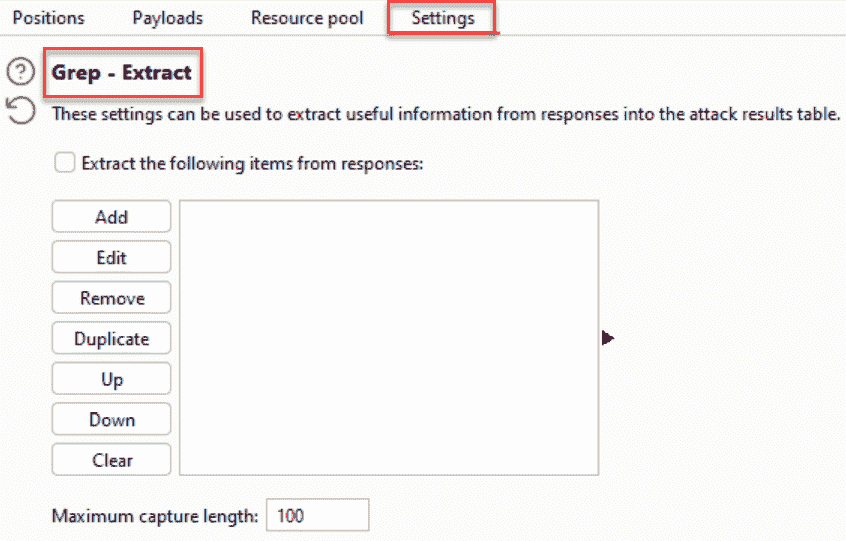 Positions Payloads Resource pool Settings
? Grep - Extract
These settings can be used to extract useful information from responses into the attack results table.
Extract the following items from responses:
Add
Edit
Remove
Duplicate
Up
Down
Clear
Maximum capture length: 100